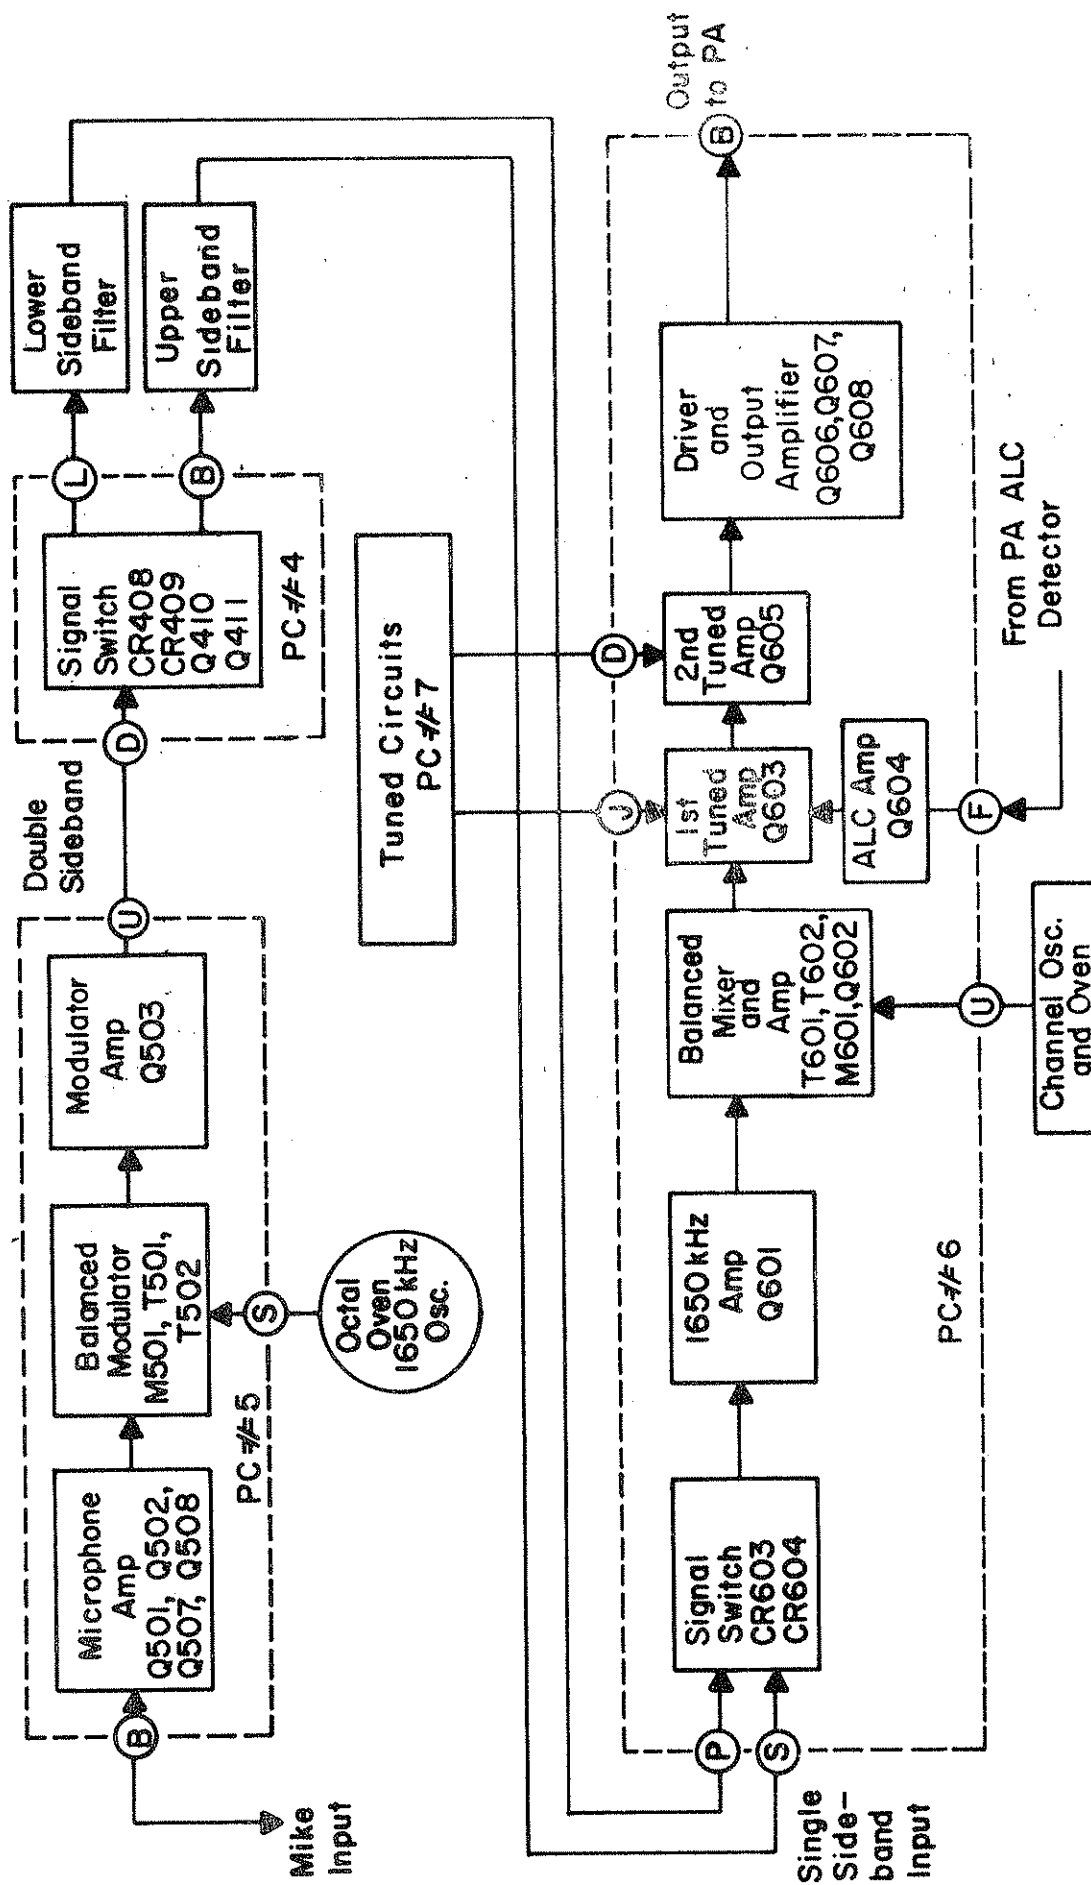 Mike
Input
B
Microphone
Amp
Q501, Q502,
Q507, Q508
Balanced
Modulator
M501, T501,
T502
Modulator
Amp
Q503
U
PC#5
S
Octal
Oven
1650 kHz
Osc.
Double
Sideband
D
Signal
Switch
CR408
CR409
Q410
Q411
PC#4
L
B
Lower
Sideband
Filter
Upper
Sideband
Filter
Tuned Circuits
PC#7
Single
Side-
band
Input
P
S
Signal
Switch
CR603
CR604
1650 kHz
Amp
Q601
Balanced
Mixer
and
Amp
T601, T602,
M601, Q602
J
1st
Tuned
Amp
Q603
D
2nd
Tuned
Amp
Q605
Driver
and
Output
Amplifier
Q606, Q607,
Q608
B
Output
to PA
ALC Amp
Q604
PC#6
U
F
Channel Osc.
and Oven
From PA ALC
Detector